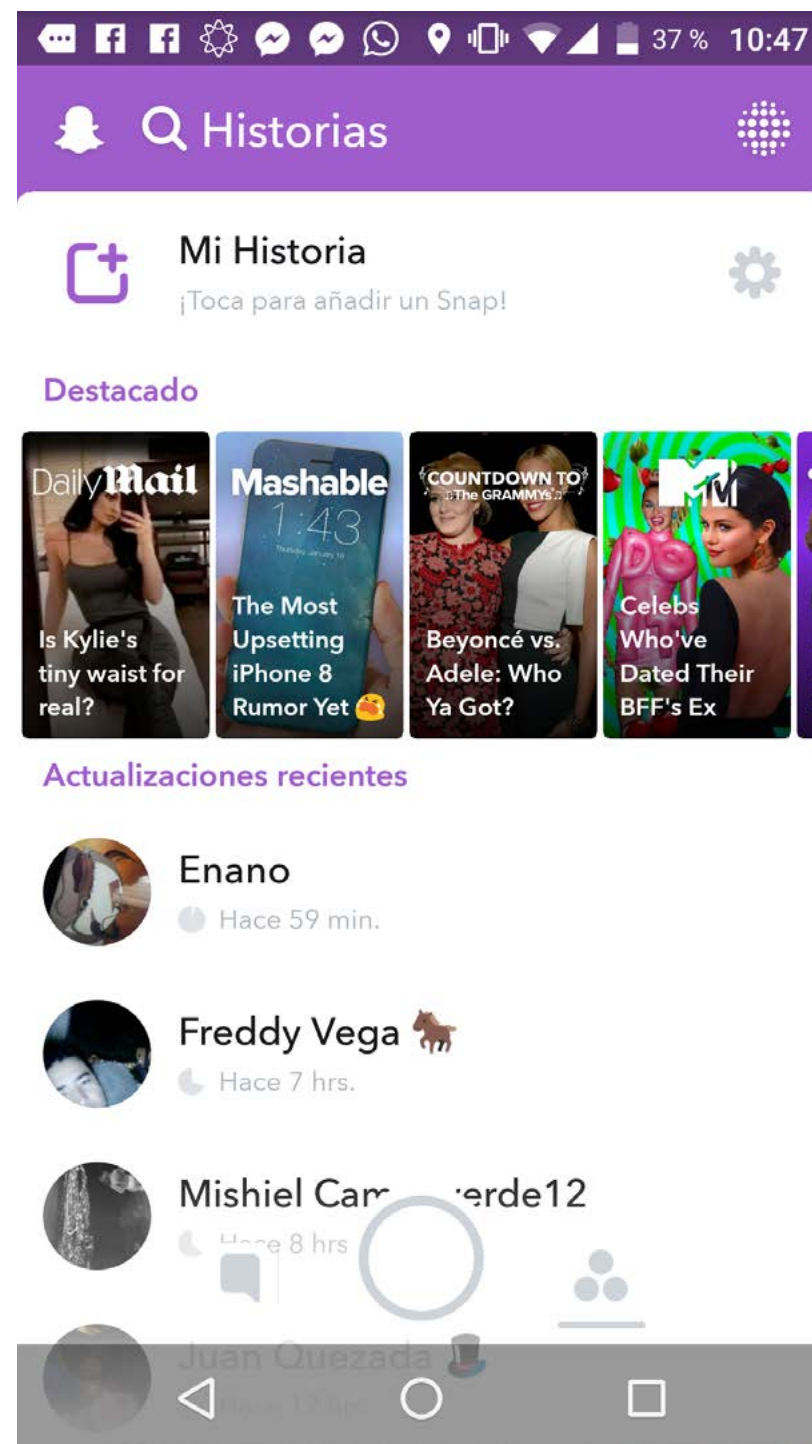 37 % 10:47
Historias
Mi Historia
¡Toca para añadir un Snap!
Destacado
Daily Mail
Is Kylie's
tiny waist for
real?
Mashable
1:43
The Most
Upsetting
iPhone 8
Rumor Yet 😭
COUNTDOWN TO
The GRAMMYs
Beyoncé vs.
Adele: Who
Ya Got?
MTV
Celebs
Who've
Dated Their
BFF's Ex
Actualizaciones recientes
Enano
Hace 59 min.
Freddy Vega 🐎
Hace 7 hrs.
Mishiel
Hace 8 hrs
Juan Quezada 🎩